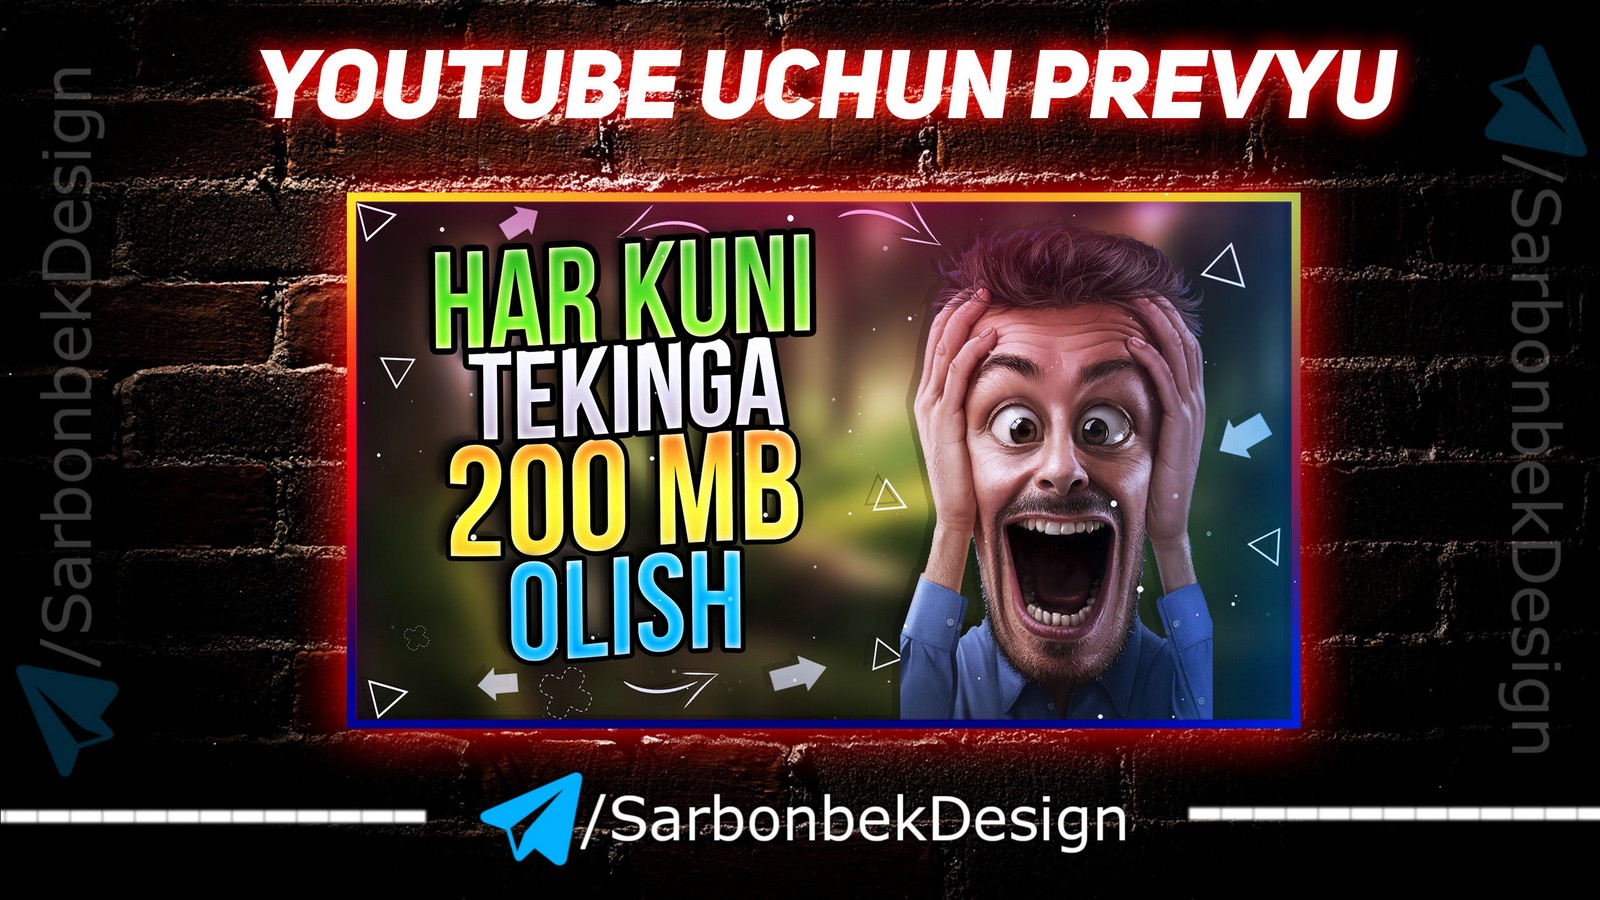 YOUTUBE UCHUN PREVYU
HAR KUNI
TEKINGA
200 MB
OLISH
/SarbonbekDesign
/SarbonbekDesign
/SarbonbekDesign